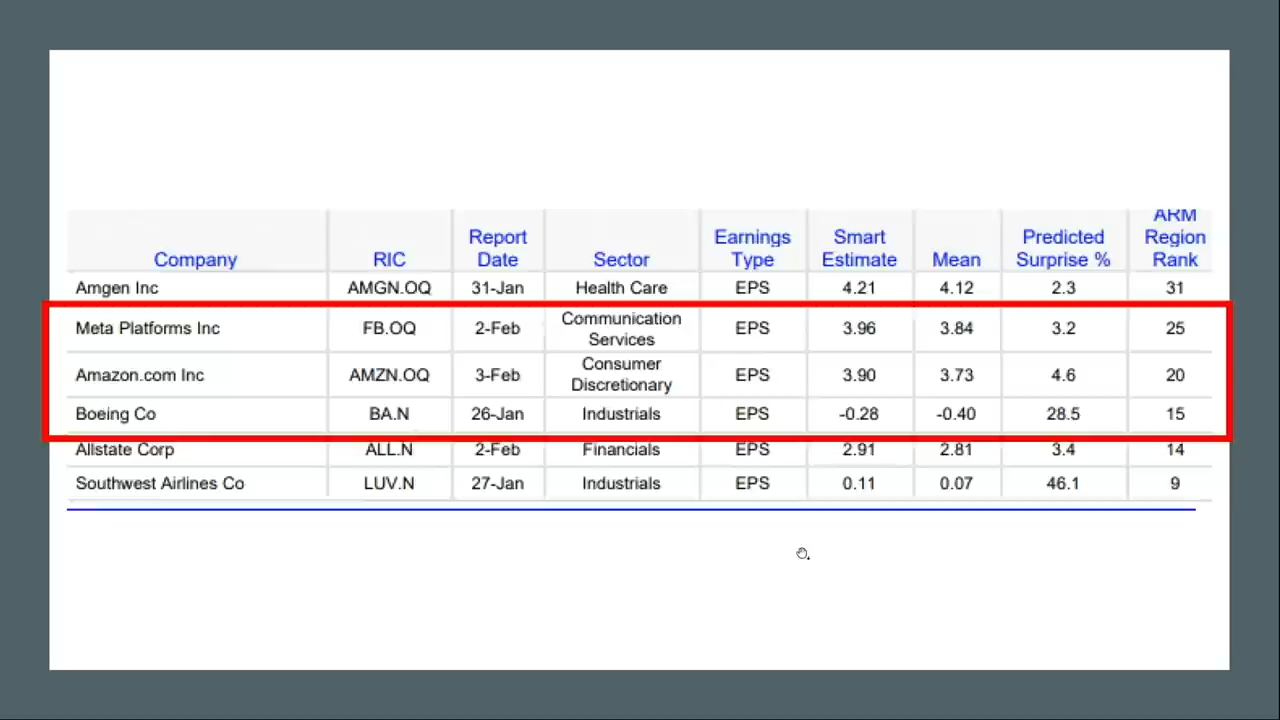 Company RIC Report Date Sector Earnings Type Smart Estimate Mean Predicted Surprise % ARM Region Rank
Amgen Inc AMGN.OQ 31-Jan Health Care EPS 4.21 4.12 2.3 31
Meta Platforms Inc FB.OQ 2-Feb Communication Services EPS 3.96 3.84 3.2 25
Amazon.com Inc AMZN.OQ 3-Feb Consumer Discretionary EPS 3.90 3.73 4.6 20
Boeing Co BA.N 26-Jan Industrials EPS -0.28 -0.40 28.5 15
Allstate Corp ALL.N 2-Feb Financials EPS 2.91 2.81 3.4 14
Southwest Airlines Co LUV.N 27-Jan Industrials EPS 0.11 0.07 46.1 9